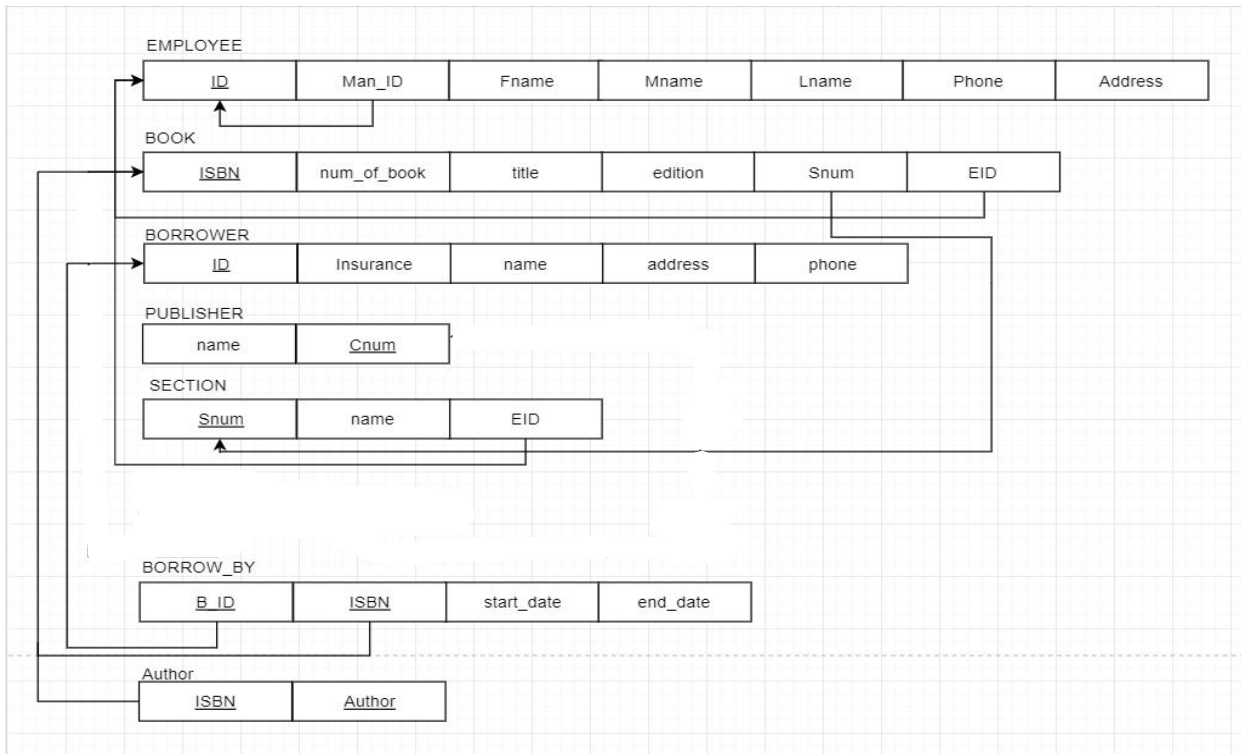 EMPLOYEE
ID Man_ID Fname Mname Lname Phone Address
BOOK
ISBN num_of_book title edition Snum EID
BORROWER
ID Insurance name address phone
PUBLISHER
name Cnum
SECTION
Snum name EID
BORROW_BY
B_ID ISBN start_date end_date
Author
ISBN Author